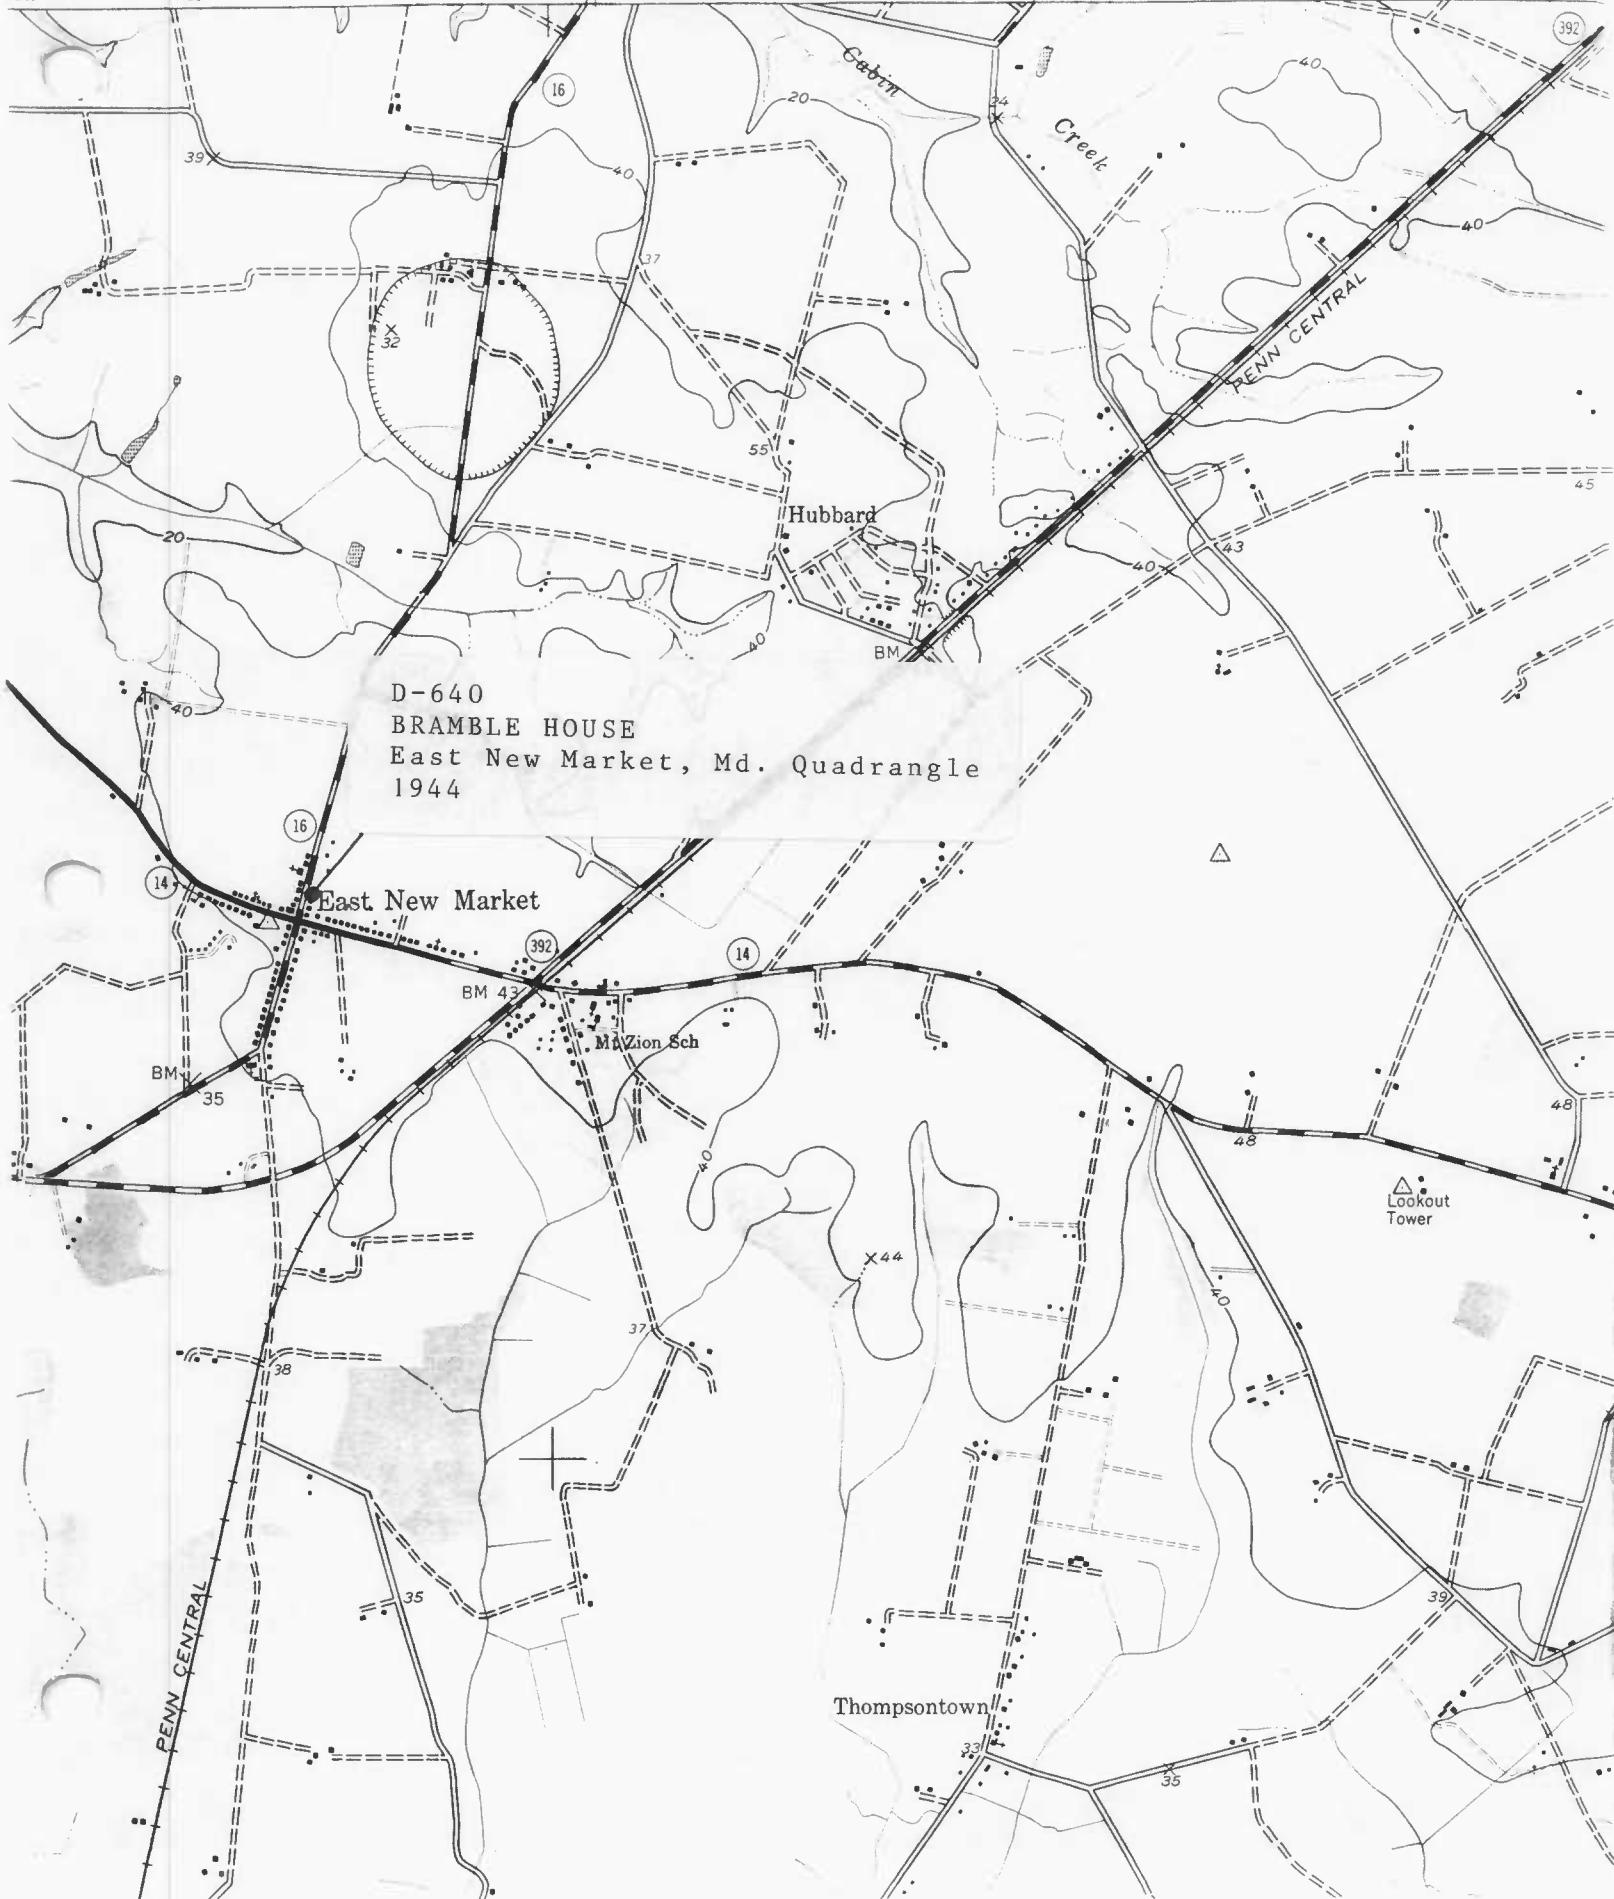 392
16
Cabin
20
40
24
Creek
39
40
40
37
32
PENN CENTRAL
55
45
Hubbard
20
43
40
40
BM
D-640
BRAMBLE HOUSE
East New Market, Md. Quadrangle
1944
40
16
14
East New Market
392
14
BM 43
Mt Zion Sch
BM
35
48
48
40
Lookout
Tower
44
40
37
38
35
39
PENN CENTRAL
Thompsontown
33
35